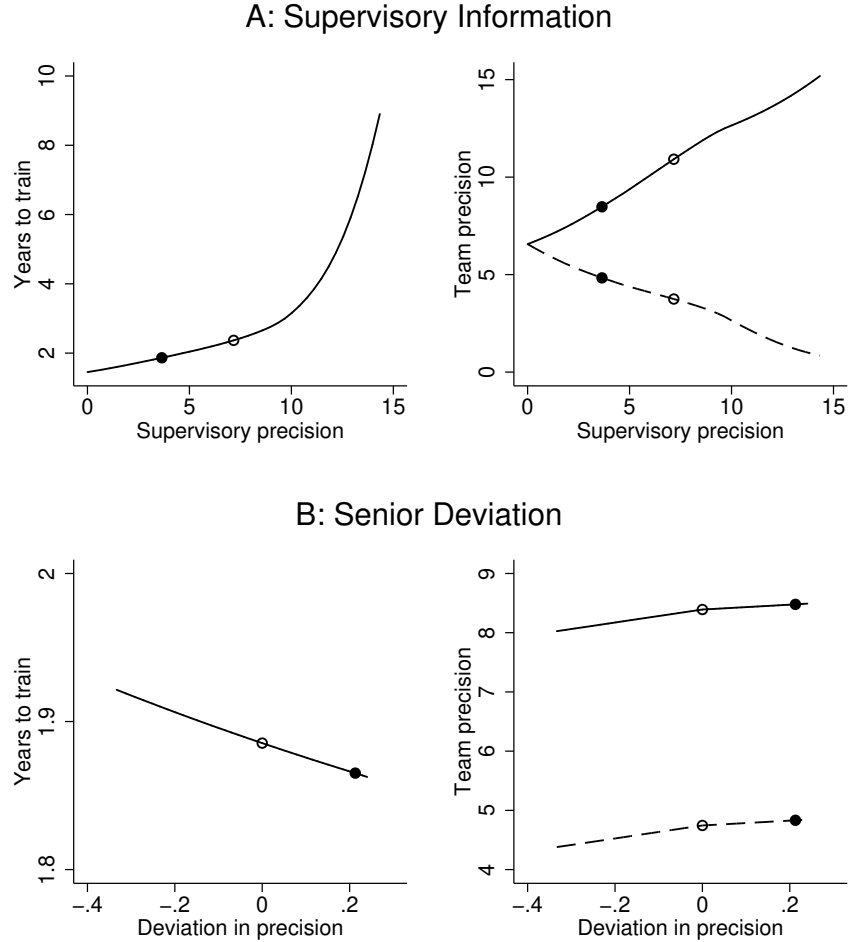 A: Supervisory Information
Years to train
2 4 6 8 10
0 5 10 15
Supervisory precision
Team precision
0 5 10 15
0 5 10 15
Supervisory precision
B: Senior Deviation
Years to train
1.8 1.9 2
−.4 −.2 0 .2
Deviation in precision
Team precision
4 5 6 7 8 9
−.4 −.2 0 .2
Deviation in precision